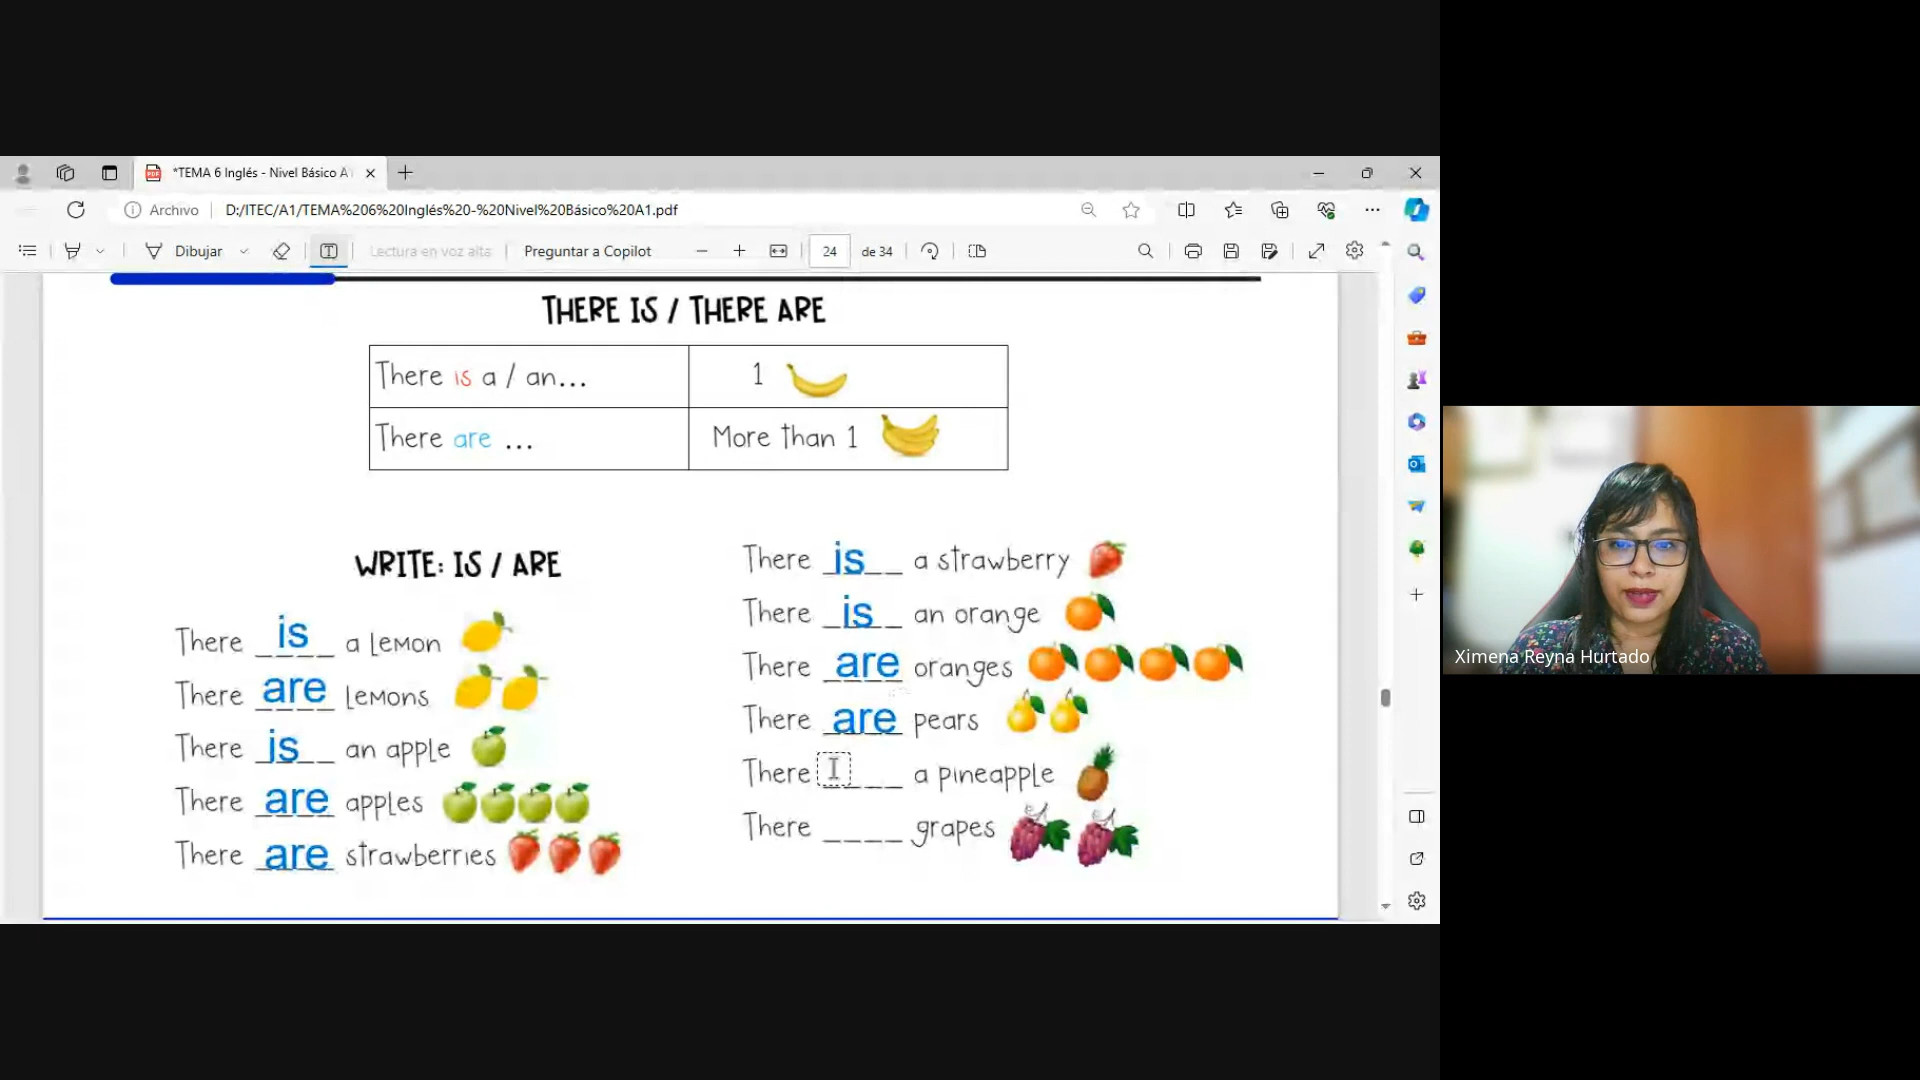 *TEMA 6 Inglés - Nivel Básico A1
Archivo D:/ITEC/A1/TEMA%206%20Inglés%20-%20Nivel%20Básico%20A1.pdf
Dibujar Lectura en voz alta Preguntar a Copilot 24 de 34
THERE IS / THERE ARE
There is a / an... 1
There are ... More than 1
WRITE: IS / ARE
There is a lemon
There are lemons
There is an apple
There are apples
There are strawberries
There is a strawberry
There is an orange
There are oranges
There are pears
There ____ a pineapple
There ____ grapes
Ximena Reyna Hurtado